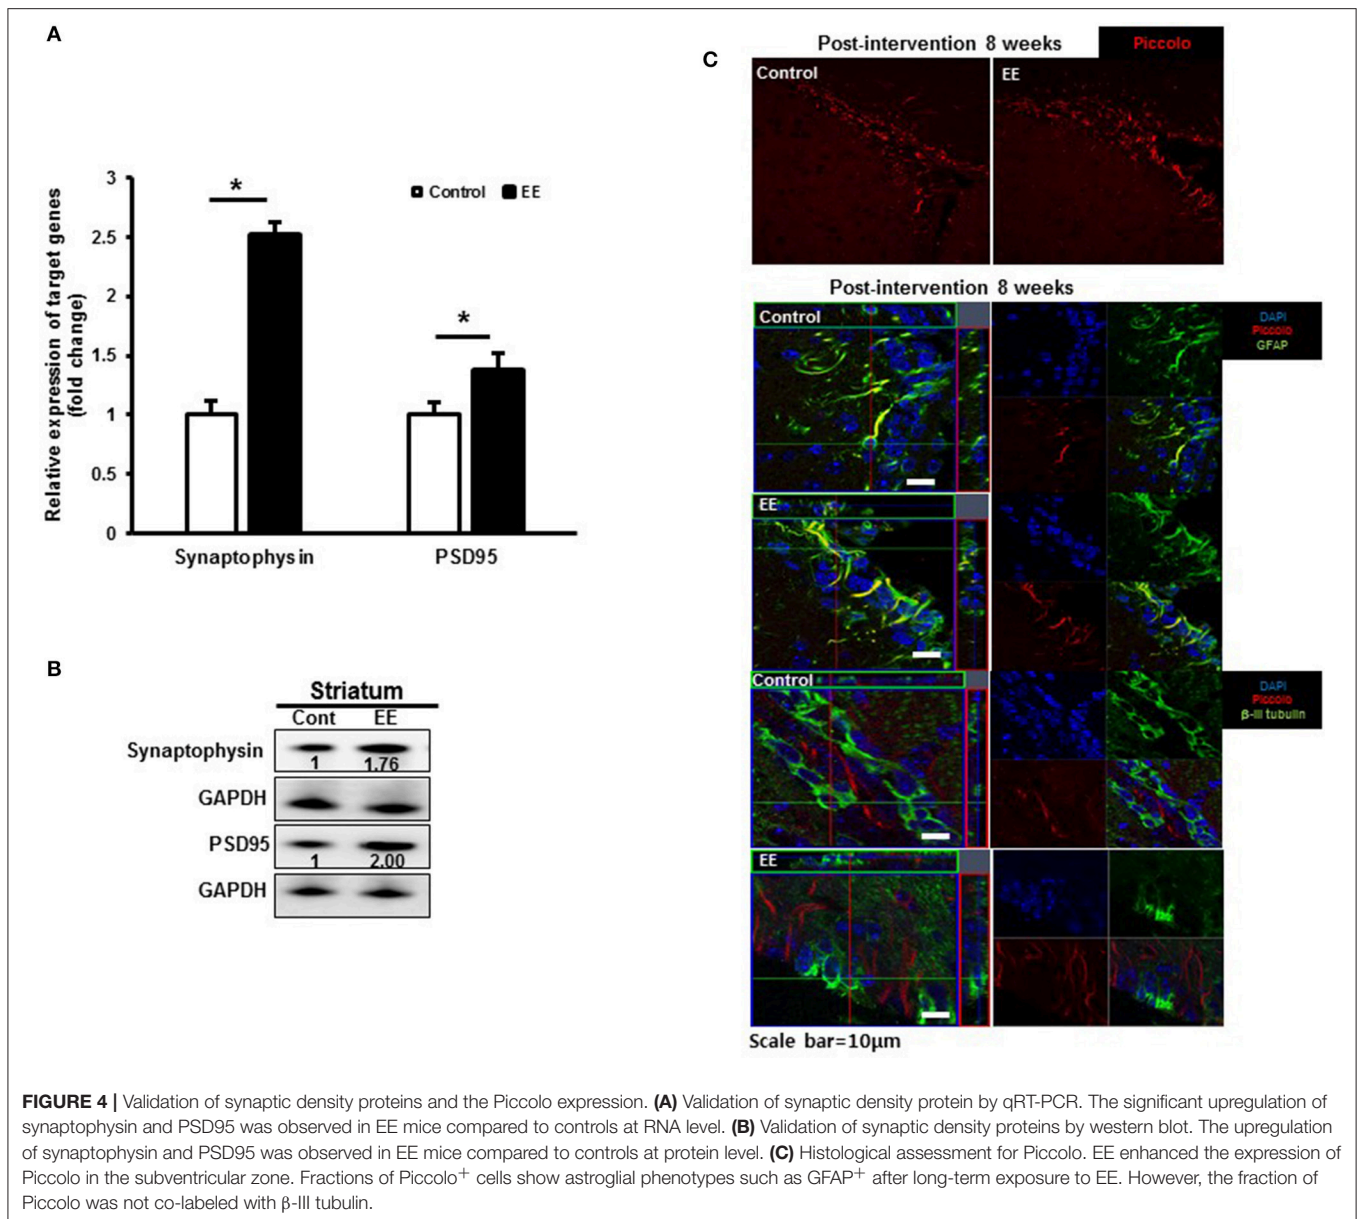 A
Relative expression of target genes
(fold change)
3
2.5
2
1.5
1
0.5
0
* *
Control EE
Synaptophysin PSD95
B
Striatum
Cont EE
Synaptophysin
1 1.76
GAPDH
PSD95
1 2.00
GAPDH
C
Post-intervention 8 weeks
Piccolo
Control EE
Post-intervention 8 weeks
Control
DAPI
Piccolo
GFAP
EE
Control
DAPI
Piccolo
β-III tubulin
EE
Scale bar=10μm
FIGURE 4 | Validation of synaptic density proteins and the Piccolo expression. (A) Validation of synaptic density protein by qRT-PCR. The significant upregulation of
synaptophysin and PSD95 was observed in EE mice compared to controls at RNA level. (B) Validation of synaptic density proteins by western blot. The upregulation
of synaptophysin and PSD95 was observed in EE mice compared to controls at protein level. (C) Histological assessment for Piccolo. EE enhanced the expression of
Piccolo in the subventricular zone. Fractions of Piccolo⁺ cells show astroglial phenotypes such as GFAP⁺ after long-term exposure to EE. However, the fraction of
Piccolo was not co-labeled with β-III tubulin.